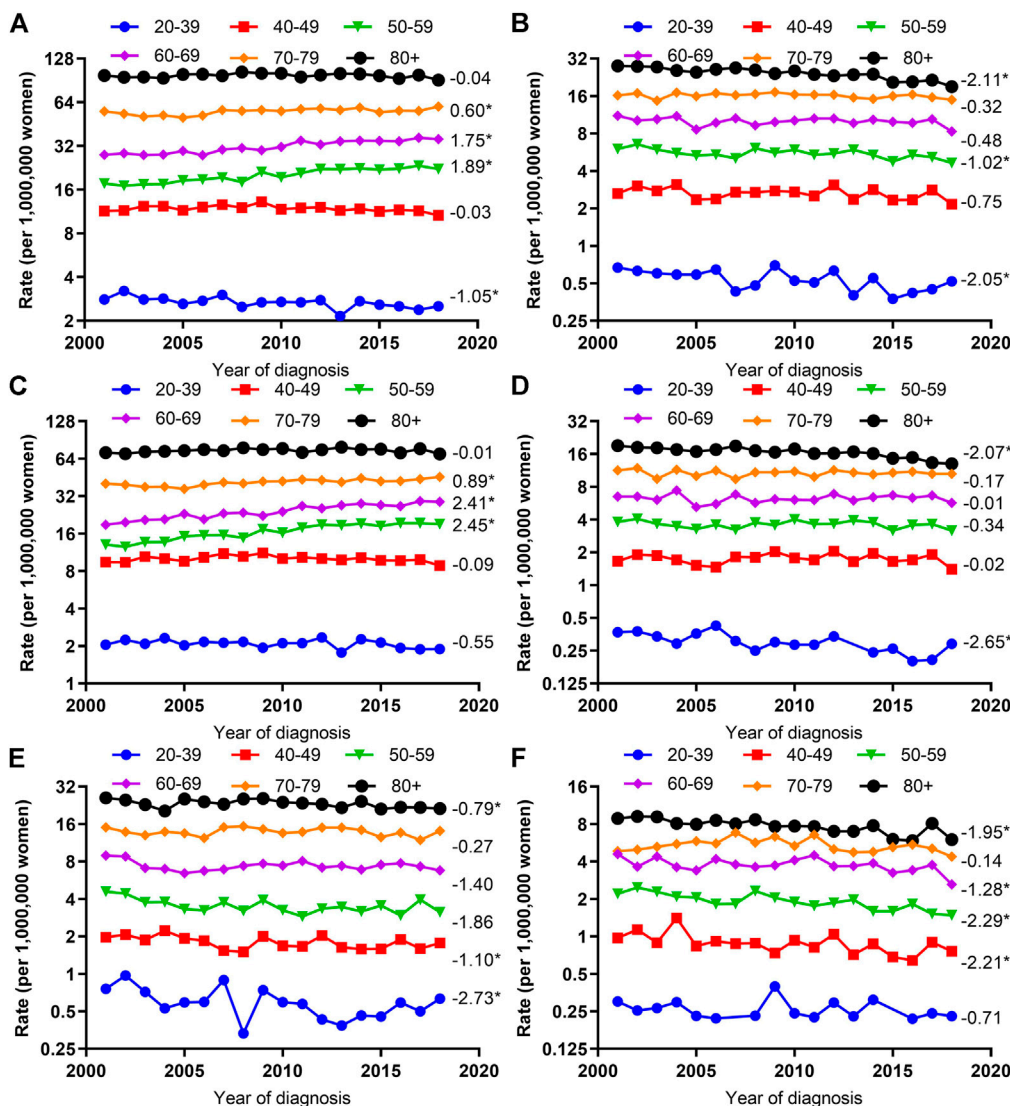 A
20-39 40-49 50-59
60-69 70-79 80+
Rate (per 1,000,000 women)
128
64
32
16
8
4
2
-0.04
0.60*
1.75*
1.89*
-0.03
-1.05*
2000 2005 2010 2015 2020
Year of diagnosis
B
20-39 40-49 50-59
60-69 70-79 80+
Rate (per 1,000,000 women)
32
16
8
4
2
1
0.5
0.25
-2.11*
-0.32
-0.48
-1.02*
-0.75
-2.05*
2000 2005 2010 2015 2020
Year of diagnosis
C
20-39 40-49 50-59
60-69 70-79 80+
Rate (per 1,000,000 women)
128
64
32
16
8
4
2
1
-0.01
0.89*
2.41*
2.45*
-0.09
-0.55
2000 2005 2010 2015 2020
Year of diagnosis
D
20-39 40-49 50-59
60-69 70-79 80+
Rate (per 1,000,000 women)
32
16
8
4
2
1
0.5
0.25
0.125
-2.07*
-0.17
-0.01
-0.34
-0.02
-2.65*
2000 2005 2010 2015 2020
Year of diagnosis
E
20-39 40-49 50-59
60-69 70-79 80+
Rate (per 1,000,000 women)
32
16
8
4
2
1
0.5
0.25
-0.79*
-0.27
-1.40
-1.86
-1.10*
-2.73*
2000 2005 2010 2015 2020
Year of diagnosis
F
20-39 40-49 50-59
60-69 70-79 80+
Rate (per 1,000,000 women)
16
8
4
2
1
0.5
0.25
0.125
-1.95*
-0.14
-1.28*
-2.29*
-2.21*
-0.71
2000 2005 2010 2015 2020
Year of diagnosis